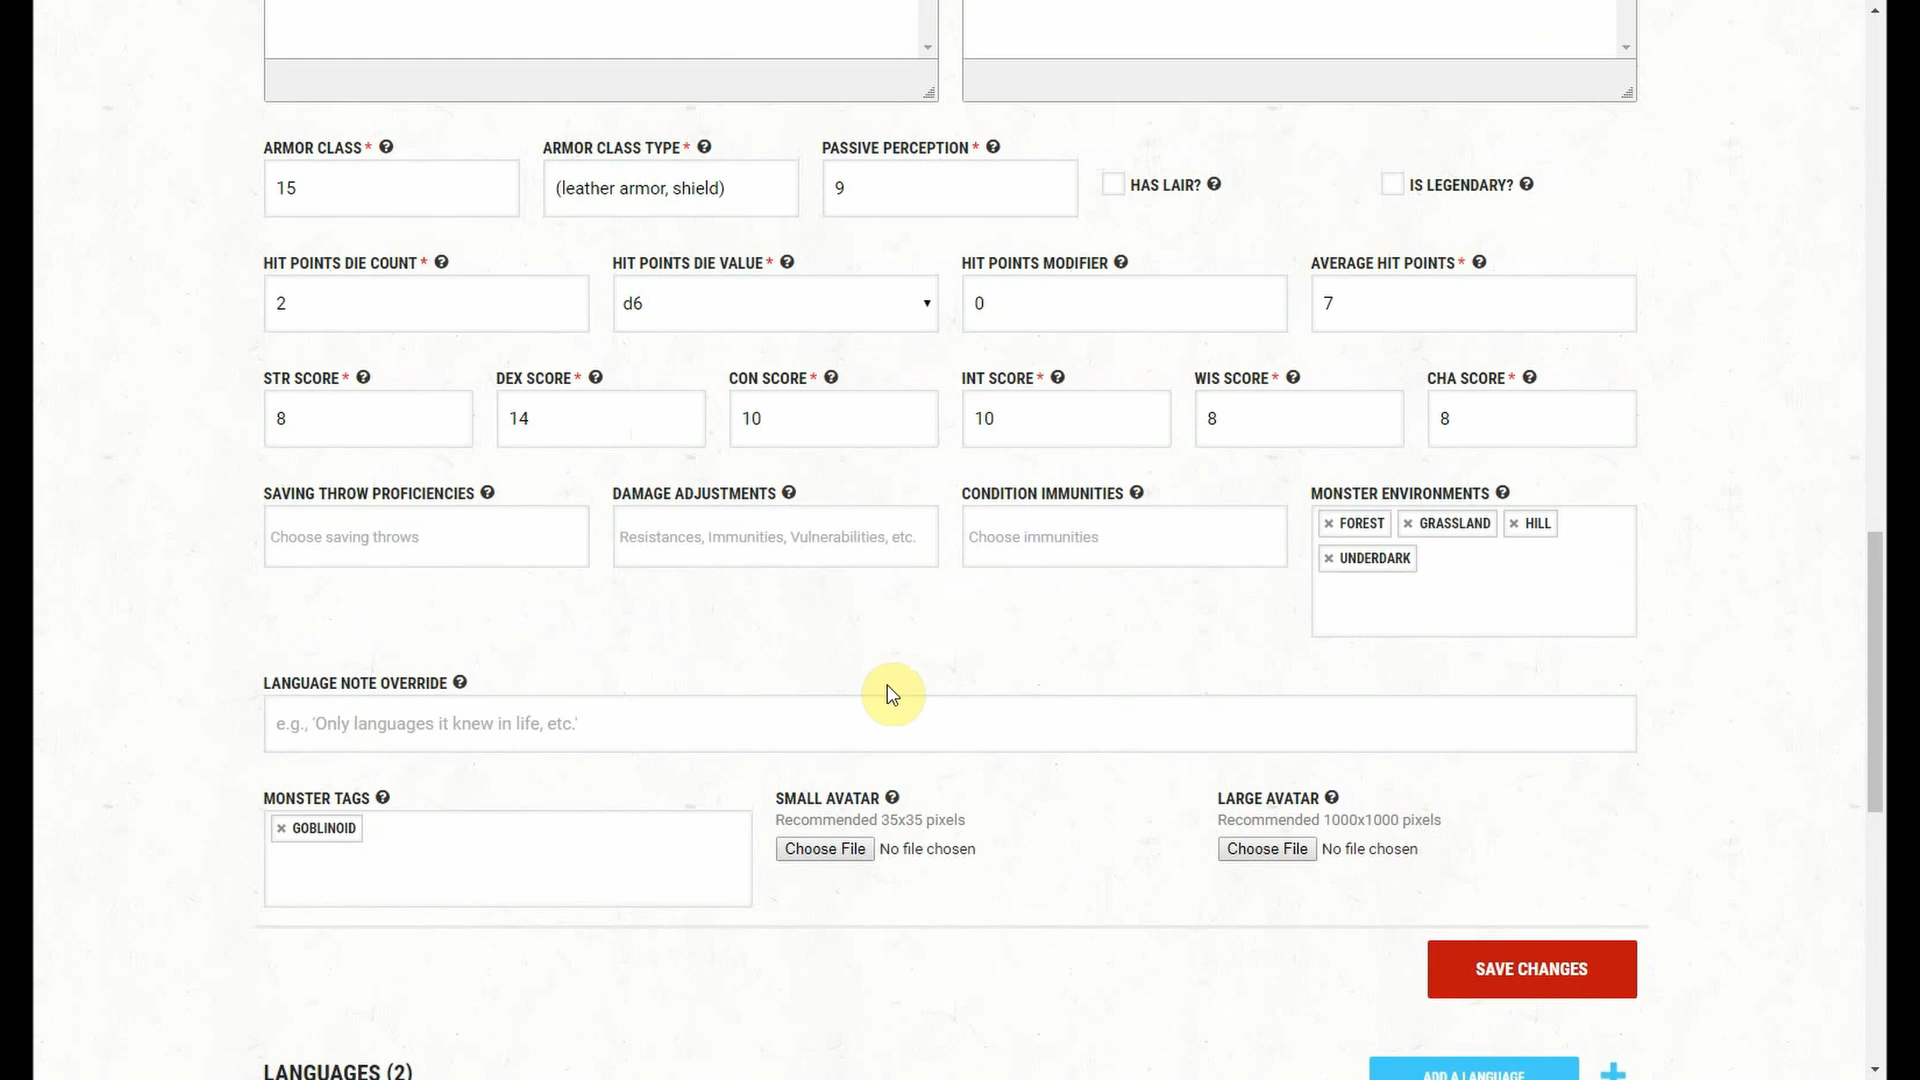 ARMOR CLASS *
ARMOR CLASS TYPE *
PASSIVE PERCEPTION *
15
(leather armor, shield)
9
HAS LAIR?
IS LEGENDARY?
HIT POINTS DIE COUNT *
HIT POINTS DIE VALUE *
HIT POINTS MODIFIER
AVERAGE HIT POINTS *
2
d6
0
7
STR SCORE *
DEX SCORE *
CON SCORE *
INT SCORE *
WIS SCORE *
CHA SCORE *
8
14
10
10
8
8
SAVING THROW PROFICIENCIES
DAMAGE ADJUSTMENTS
CONDITION IMMUNITIES
MONSTER ENVIRONMENTS
Choose saving throws
Resistances, Immunities, Vulnerabilities, etc.
Choose immunities
× FOREST × GRASSLAND × HILL
× UNDERDARK
LANGUAGE NOTE OVERRIDE
e.g., 'Only languages it knew in life, etc.'
MONSTER TAGS
× GOBLINOID
SMALL AVATAR
Recommended 35x35 pixels
Choose File No file chosen
LARGE AVATAR
Recommended 1000x1000 pixels
Choose File No file chosen
SAVE CHANGES
LANGUAGES (2)
ADD A LANGUAGE